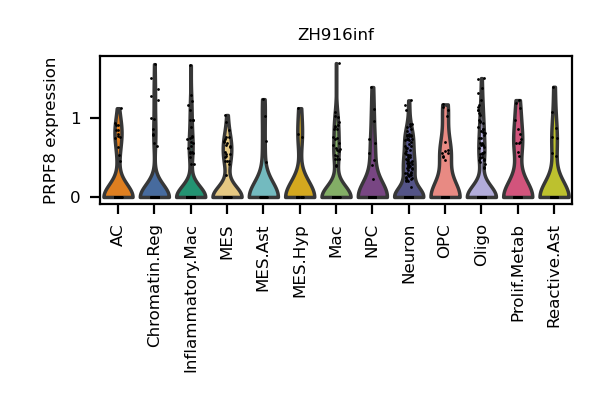 ZH916inf
PRPF8 expression
1
0
AC
Chromatin.Reg
Inflammatory.Mac
MES
MES.Ast
MES.Hyp
Mac
NPC
Neuron
OPC
Oligo
Prolif.Metab
Reactive.Ast